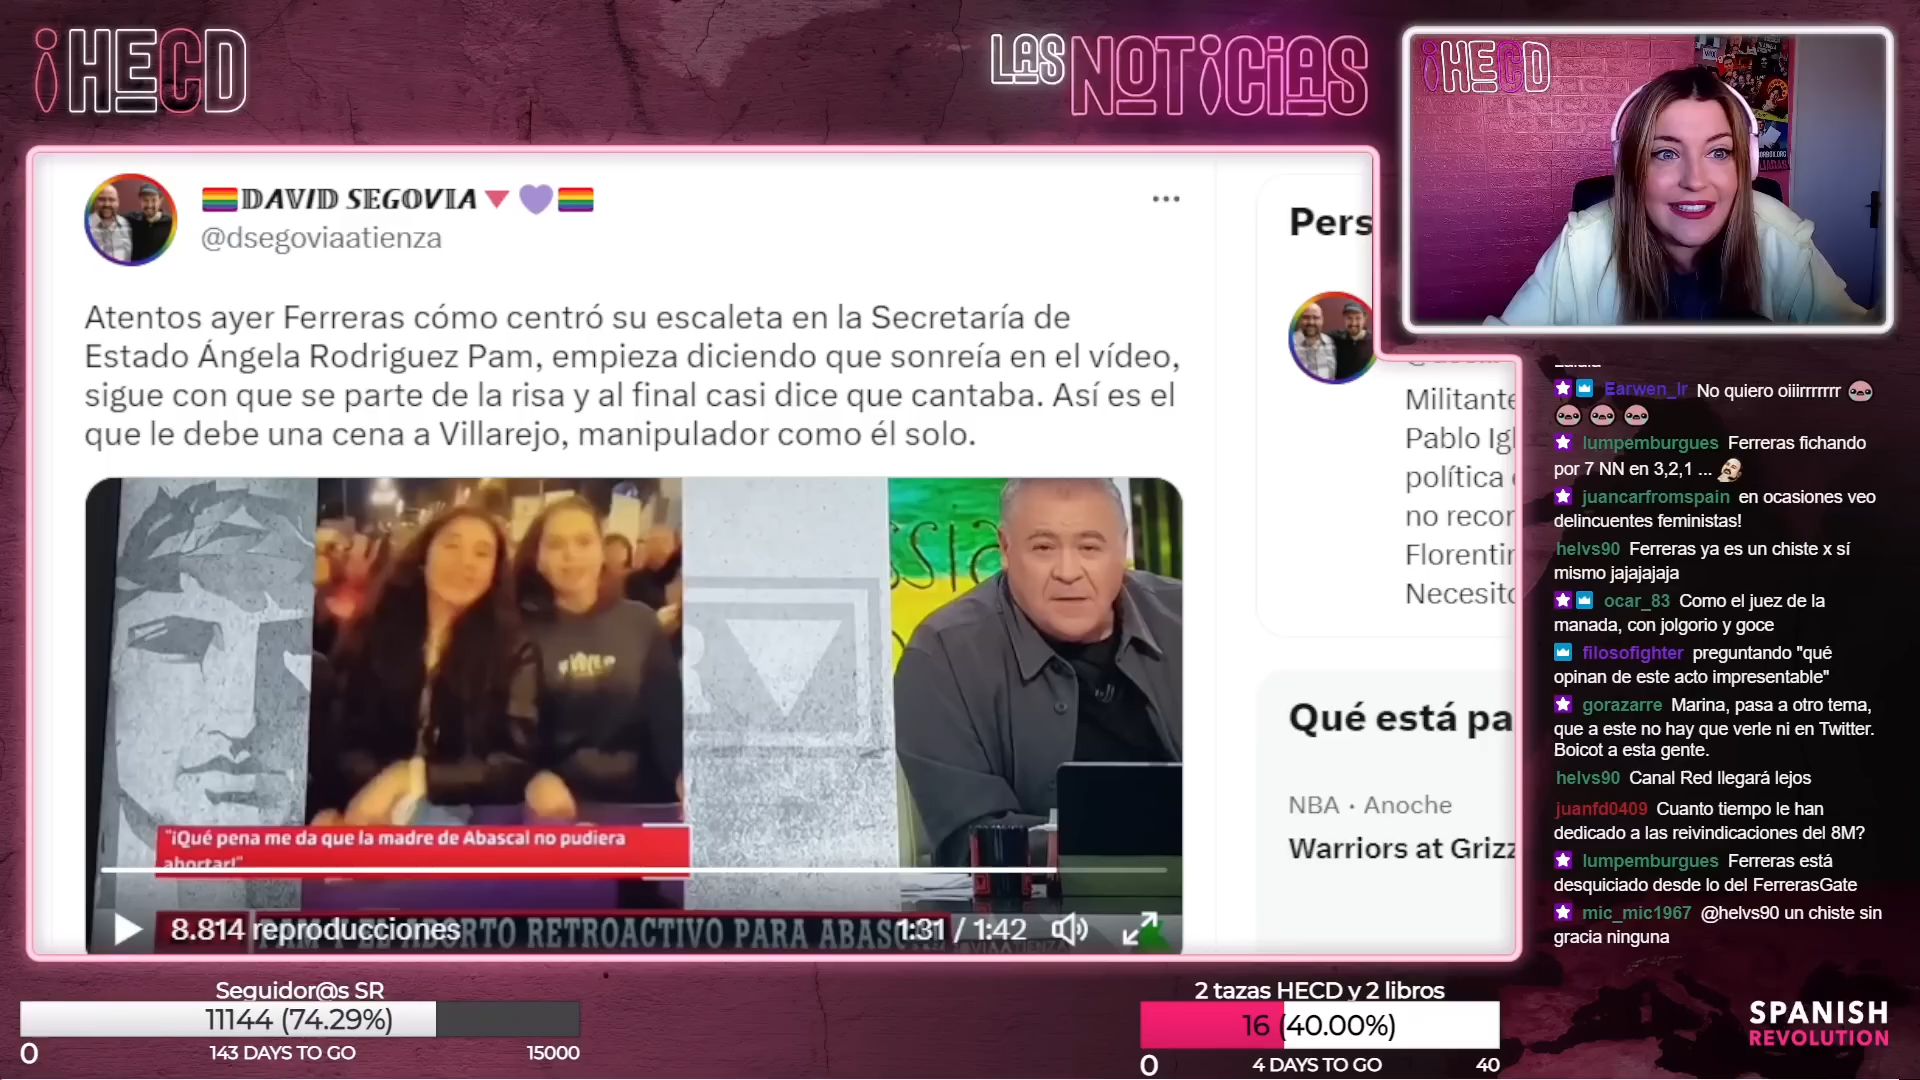 ¡HECD
LAS NOTICIAS
¡HECD
DAVID SEGOVIA
@dsegoviaatienza
Atentos ayer Ferreras cómo centró su escaleta en la Secretaría de
Estado Ángela Rodriguez Pam, empieza diciendo que sonreía en el vídeo,
sigue con que se parte de la risa y al final casi dice que cantaba. Así es el
que le debe una cena a Villarejo, manipulador como él solo.
"¡Qué pena me da que la madre de Abascal no pudiera
abortar!"
8.814 reproducciones
1:31 / 1:42
PAM Y EL ABORTO RETROACTIVO PARA ABASC
Pers
Militante
Pablo Igl
política
no recor
Florentin
Necesito
Qué está pa
NBA · Anoche
Warriors at Grizz
Earwen_lr No quiero oiiirrrrrrr
lumpemburgues Ferreras fichando
por 7 NN en 3,2,1 ...
juancarfromspain en ocasiones veo
delincuentes feministas!
helvs90 Ferreras ya es un chiste x sí
mismo jajajajaja
ocar_83 Como el juez de la
manada, con jolgorio y goce
filosofighter preguntando "qué
opinan de este acto impresentable"
gorazarre Marina, pasa a otro tema,
que a este no hay que verle ni en Twitter.
Boicot a esta gente.
helvs90 Canal Red llegará lejos
juanfd0409 Cuanto tiempo le han
dedicado a las reivindicaciones del 8M?
lumpemburgues Ferreras está
desquiciado desde lo del FerrerasGate
mic_mic1967 @helvs90 un chiste sin
gracia ninguna
Seguidor@s SR
11144 (74.29%)
0
143 DAYS TO GO
15000
2 tazas HECD y 2 libros
16 (40.00%)
0
4 DAYS TO GO
40
SPANISH
REVOLUTION